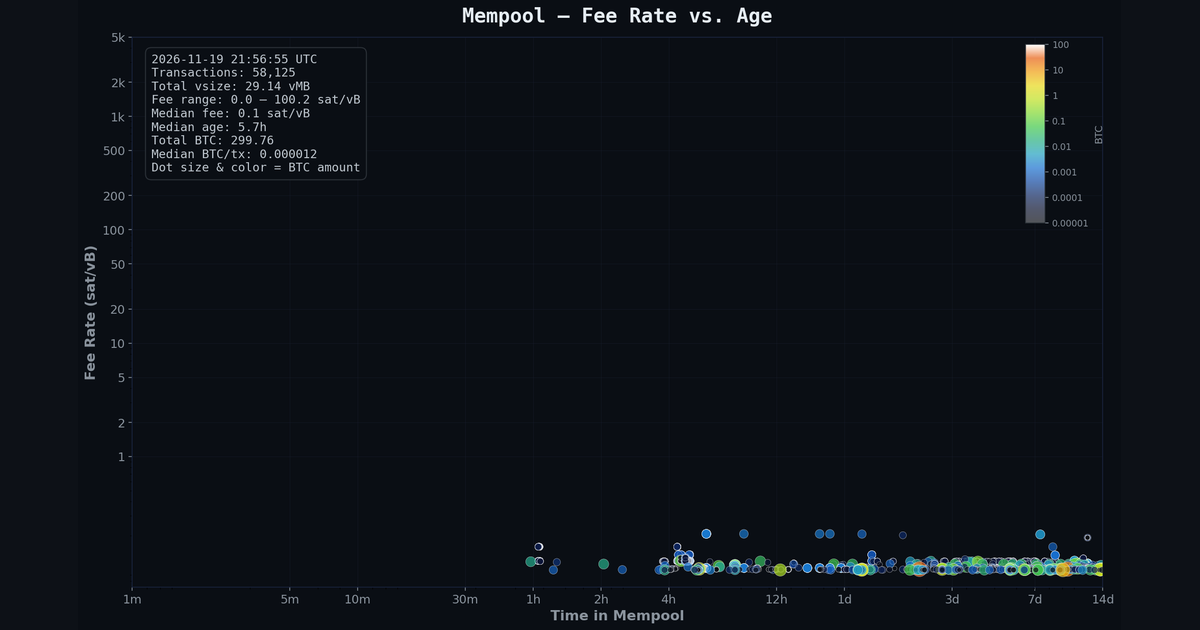 Mempool — Fee Rate vs. Age
2026-11-19 21:56:55 UTC
Transactions: 58,125
Total vsize: 29.14 vMB
Fee range: 0.0 – 100.2 sat/vB
Median fee: 0.1 sat/vB
Median age: 5.7h
Total BTC: 299.76
Median BTC/tx: 0.000012
Dot size & color = BTC amount
100
10
1
0.1
0.01
0.001
0.0001
0.00001
BTC
5k
2k
1k
500
200
100
50
20
10
5
2
1
Fee Rate (sat/vB)
1m 5m 10m 30m 1h 2h 4h 12h 1d 3d 7d 14d
Time in Mempool